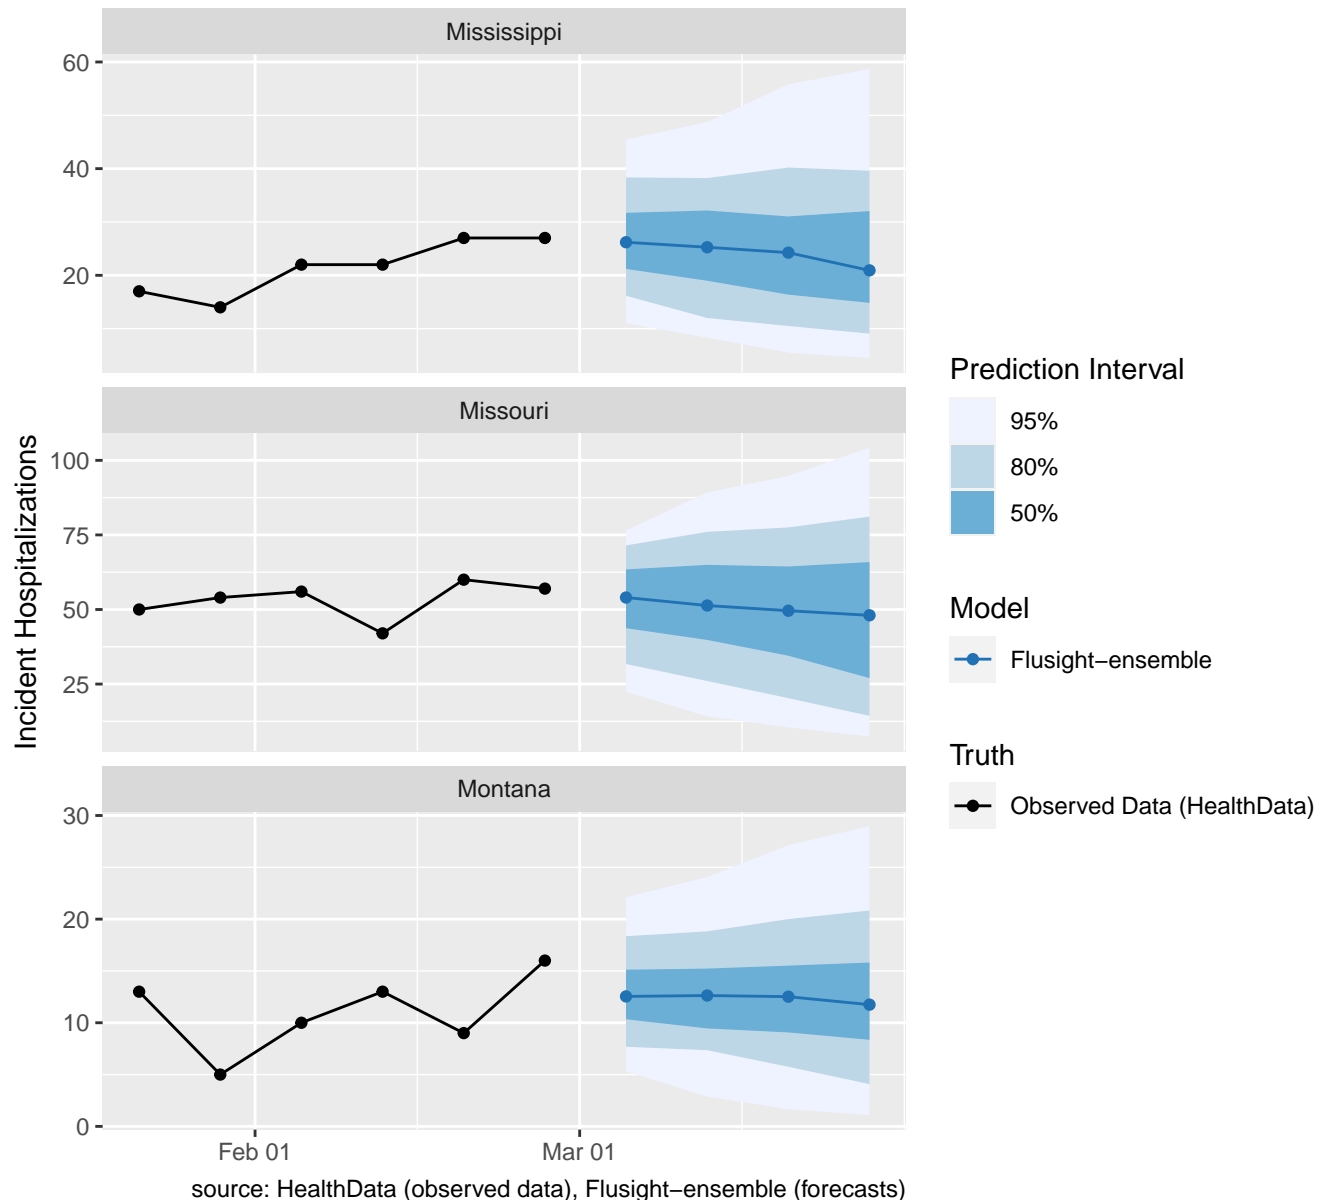 Mississippi
60
40
20
Missouri
100
75
50
25
Montana
30
20
10
0
Feb 01
Mar 01
Incident Hospitalizations
Prediction Interval
95%
80%
50%
Model
Flusight−ensemble
Truth
Observed Data (HealthData)
source: HealthData (observed data), Flusight−ensemble (forecasts)